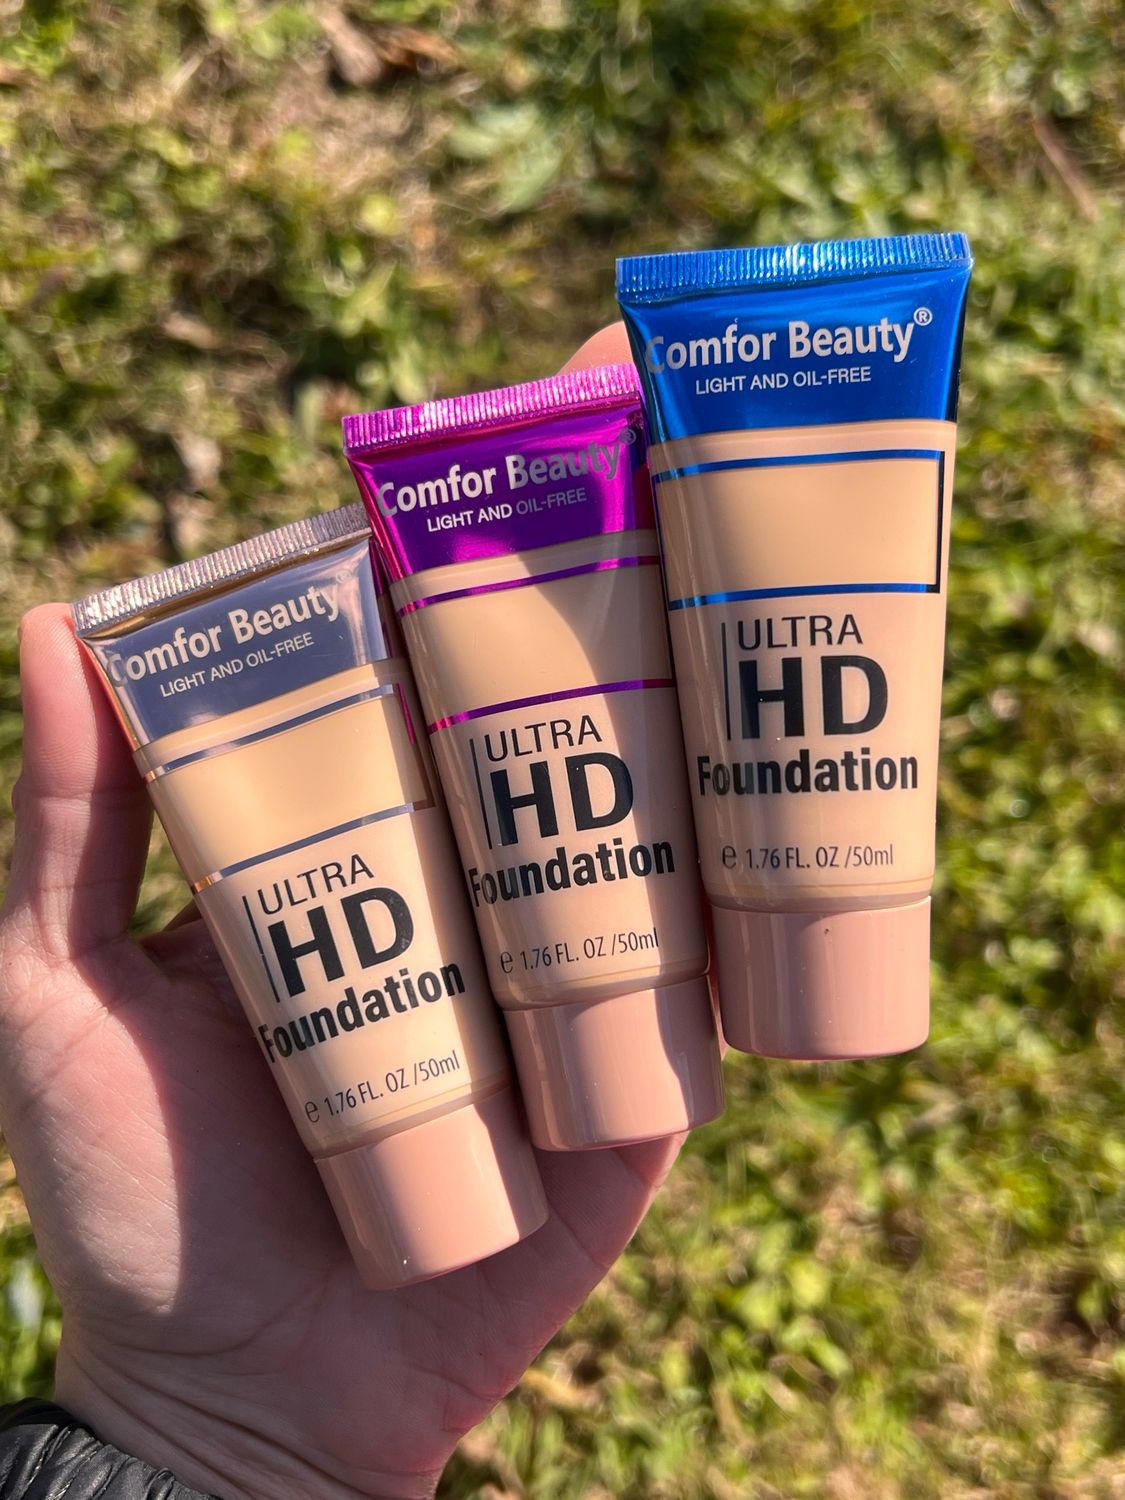 Comfor Beauty®
LIGHT AND OIL-FREE
ULTRA
HD
Foundation
℮ 1.76 FL. OZ /50ml
Comfor Beauty®
LIGHT AND OIL-FREE
ULTRA
HD
Foundation
℮ 1.76 FL. OZ /50ml
Comfor Beauty®
LIGHT AND OIL-FREE
ULTRA
HD
Foundation
℮ 1.76 FL. OZ /50ml